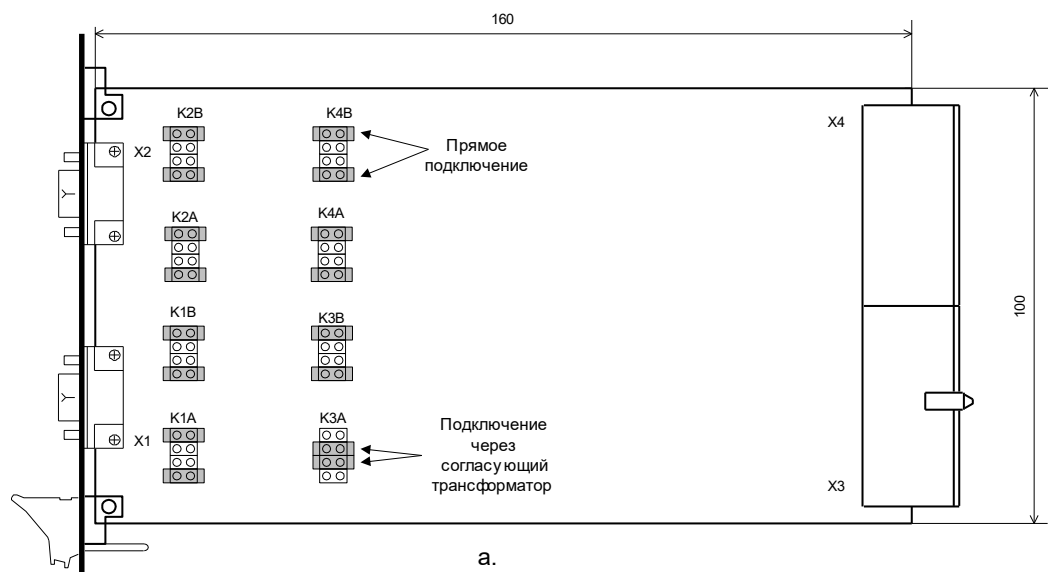 160
K2B
K4B
X2
X4
Прямое
подключение
K2A
K4A
K1B
K3B
100
K1A
K3A
X1
Подключение
через
согласующий
трансформатор
X3
а.